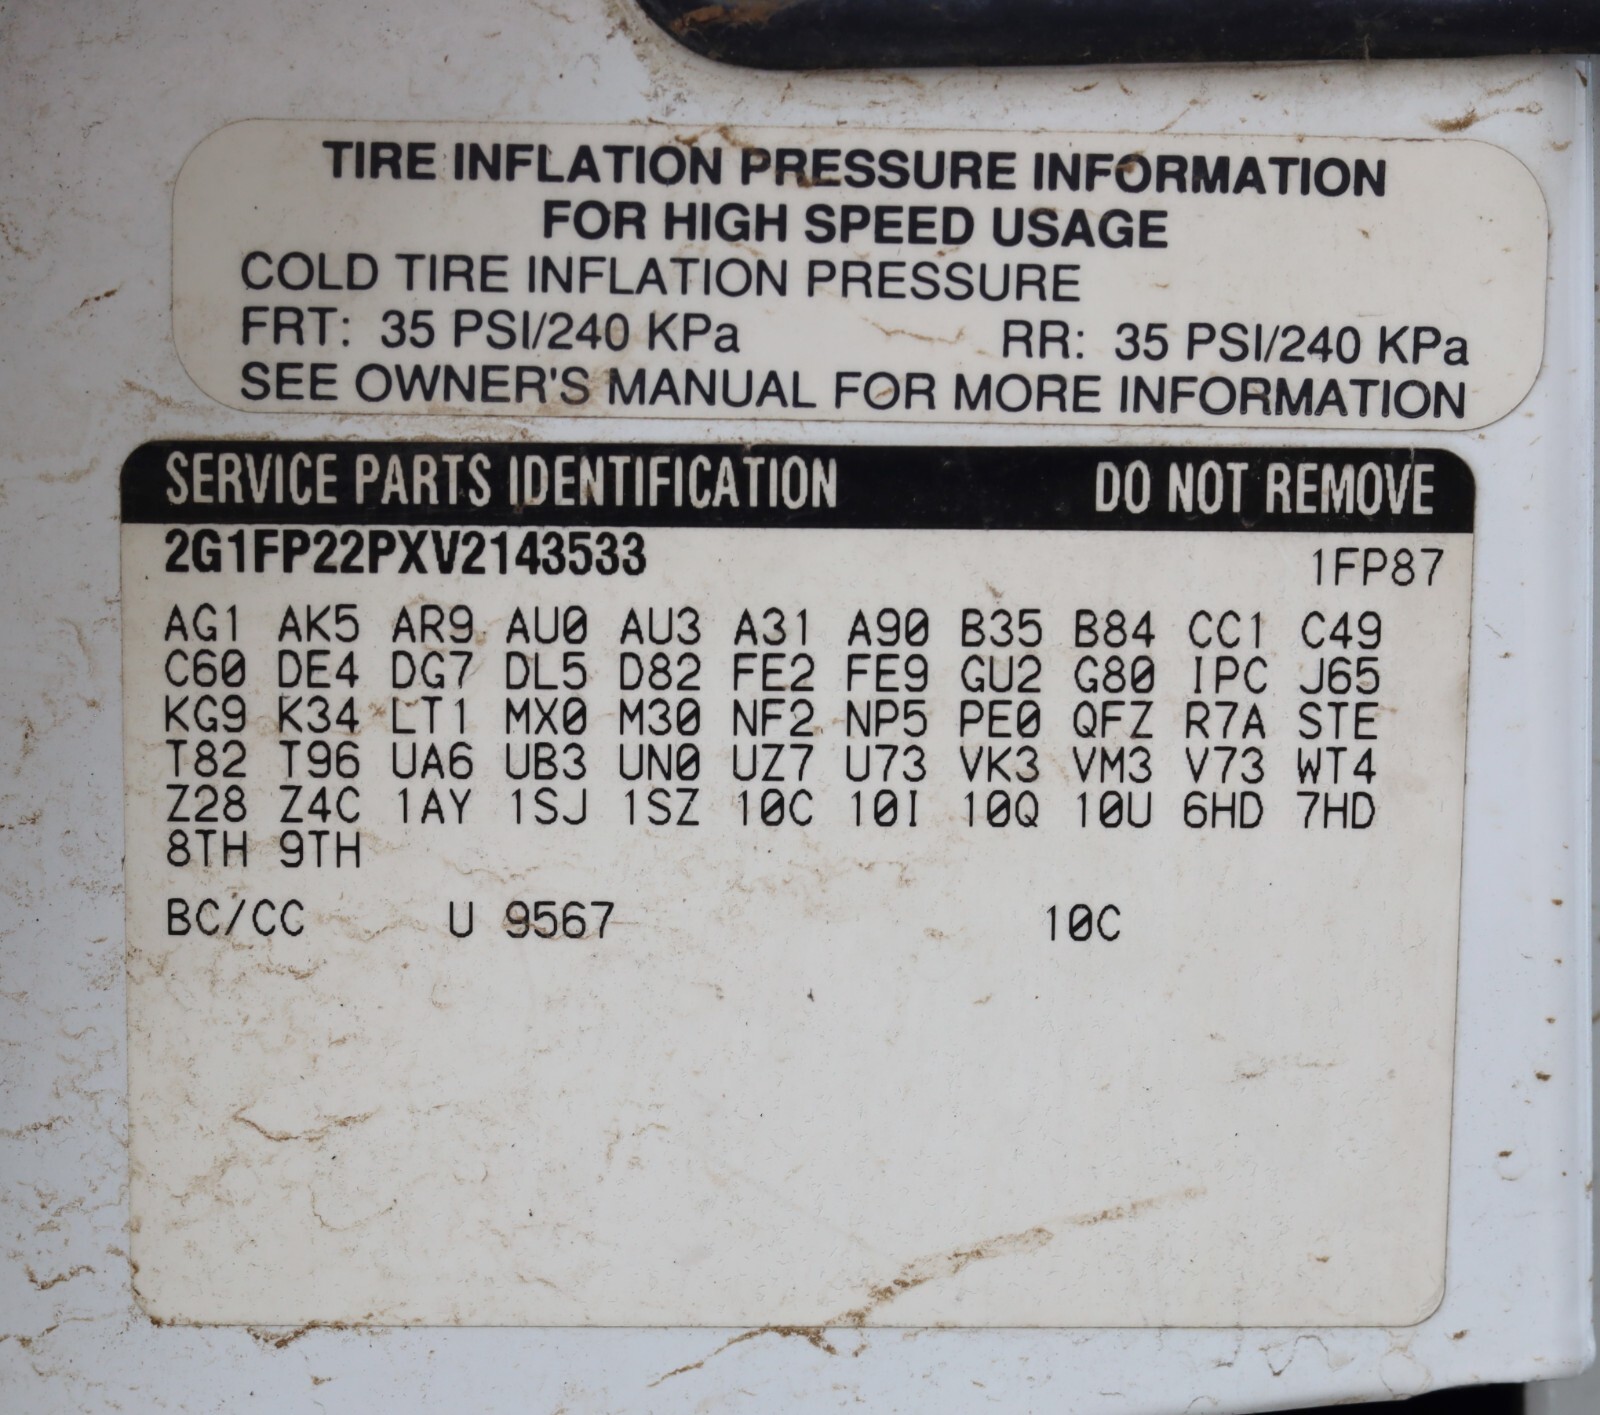 TIRE INFLATION PRESSURE INFORMATION
FOR HIGH SPEED USAGE
COLD TIRE INFLATION PRESSURE
FRT: 35 PSI/240 KPa RR: 35 PSI/240 KPa
SEE OWNER'S MANUAL FOR MORE INFORMATION
SERVICE PARTS IDENTIFICATION DO NOT REMOVE
2G1FP22PXV2143533 1FP87
AG1 AK5 AR9 AU0 AU3 A31 A90 B35 B84 CC1 C49
C60 DE4 DG7 DL5 D82 FE2 FE9 GU2 G80 IPC J65
KG9 K34 LT1 MX0 M30 NF2 NP5 PE0 QFZ R7A STE
T82 T96 UA6 UB3 UN0 UZ7 U73 VK3 VM3 V73 WT4
Z28 Z4C 1AY 1SJ 1SZ 10C 10I 10Q 10U 6HD 7HD
8TH 9TH
BC/CC U 9567 10C